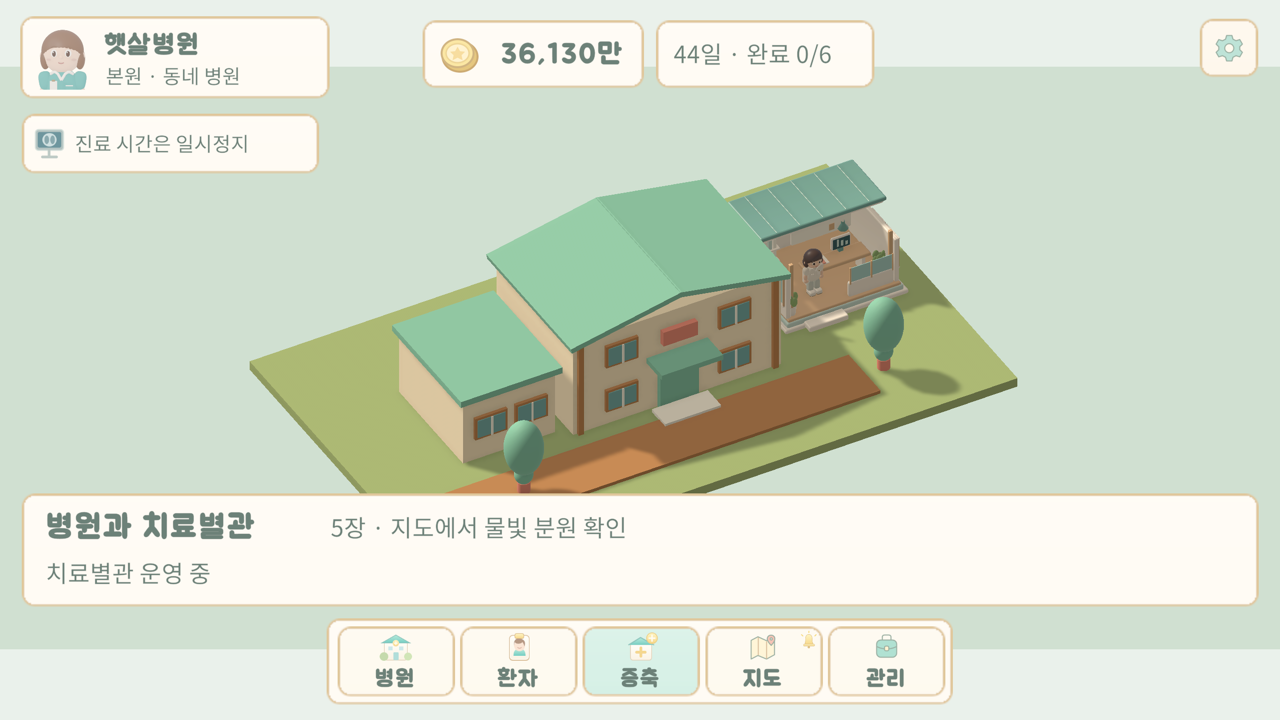 햇살병원
본원 · 동네 병원
36,130만
44일 · 완료 0/6
진료 시간은 일시정지
병원과 치료별관
5장 · 지도에서 물빛 분원 확인
치료별관 운영 중
병원
환자
증축
지도
관리